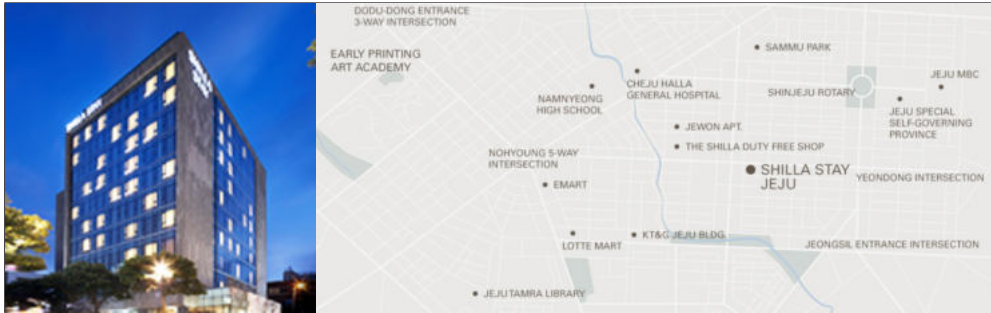 DODU-DONG ENTRANCE
3-WAY INTERSECTION
EARLY PRINTING
ART ACADEMY
SAMMU PARK
CHEJU HALLA
GENERAL HOSPITAL
NAMNYEONG
HIGH SCHOOL
SHINJEJU ROTARY
JEJU MBC
JEJU SPECIAL
SELF-GOVERNING
PROVINCE
JEWON APT.
THE SHILLA DUTY FREE SHOP
NOHYOUNG 5-WAY
INTERSECTION
SHILLA STAY
JEJU
YEONDONG INTERSECTION
EMART
LOTTE MART
KT&G JEJU BLDG.
JEONGSIL ENTRANCE INTERSECTION
JEJU TAMRA LIBRARY